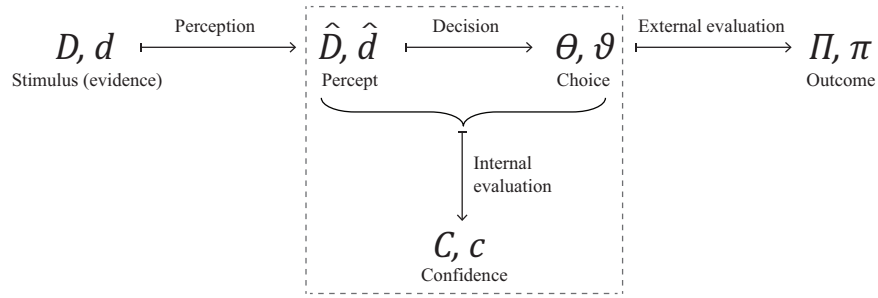 Perception
Decision
External evaluation
D, d
D̂, d̂
Θ, ϑ
Π, π
Stimulus (evidence)
Percept
Choice
Outcome
Internal
evaluation
C, c
Confidence